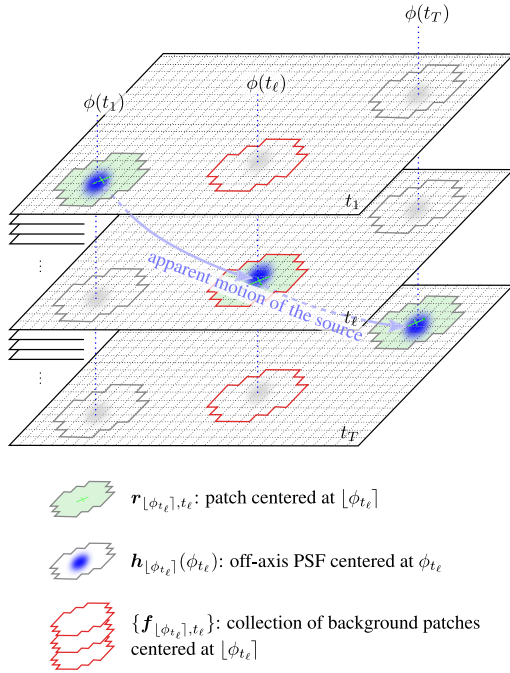 ϕ(t_T)
ϕ(t_ℓ)
ϕ(t_1)
t_1
⋮
apparent motion of the source
t_ℓ
⋮
t_T
r_{⌊ϕ_{t_ℓ}⌉,t_ℓ}: patch centered at ⌊ϕ_{t_ℓ}⌉
h_{⌊ϕ_{t_ℓ}⌉}(ϕ_{t_ℓ}): off-axis PSF centered at ϕ_{t_ℓ}
{f_{⌊ϕ_{t_ℓ}⌉,t_ℓ}}: collection of background patches
centered at ⌊ϕ_{t_ℓ}⌉